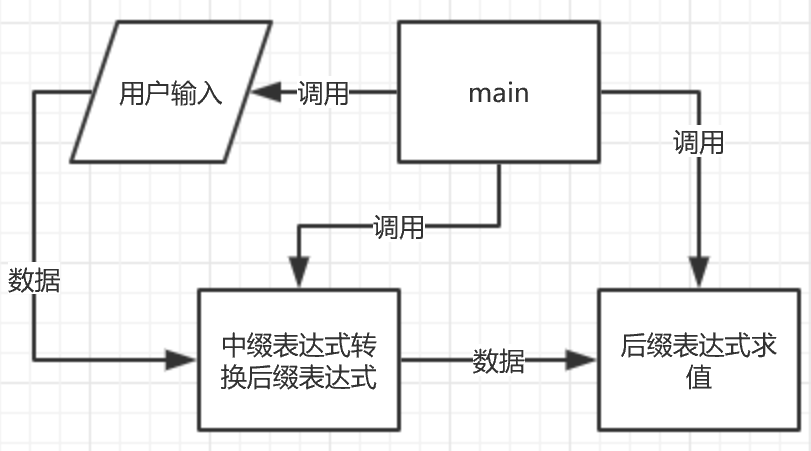 用户输入
调用
main
调用
调用
数据
中缀表达式转
换后缀表达式
数据
后缀表达式求
值